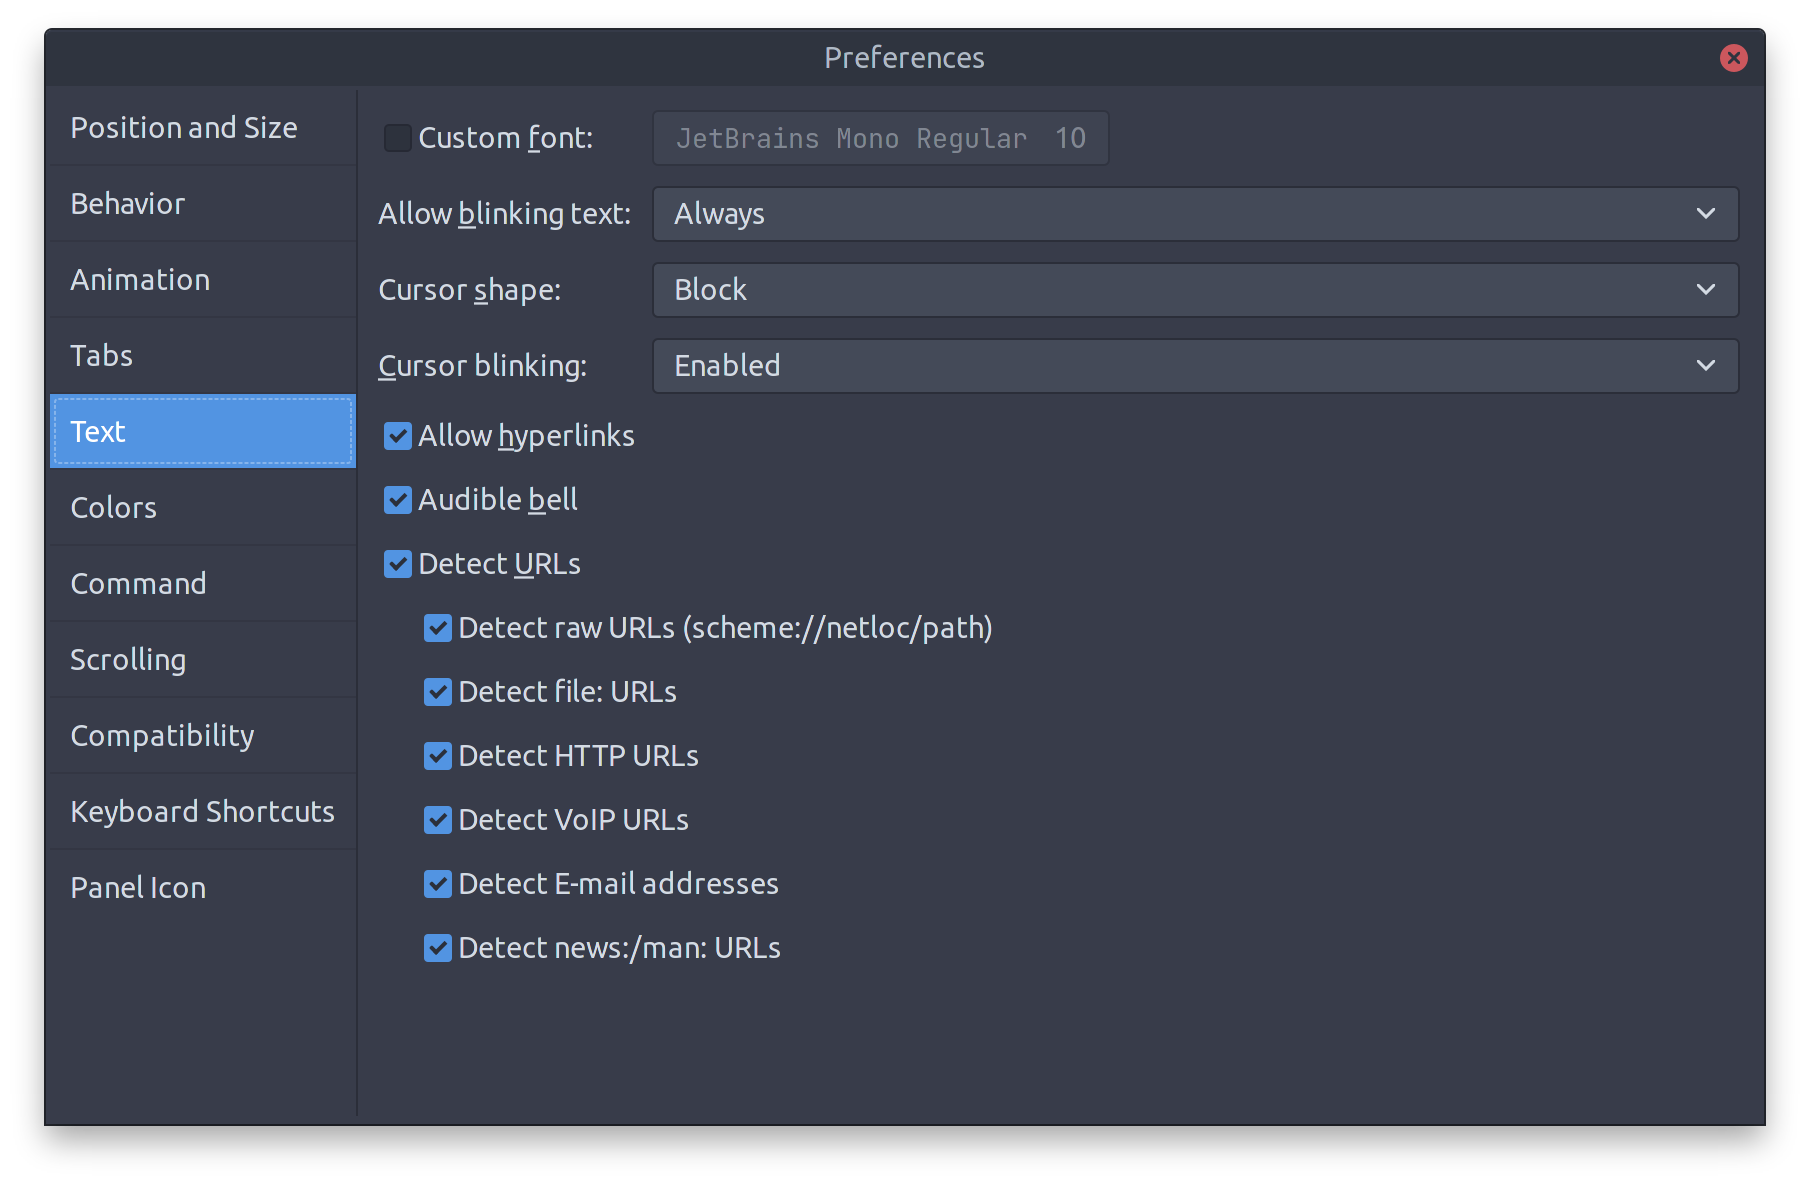 Preferences
Position and Size
Behavior
Animation
Tabs
Text
Colors
Command
Scrolling
Compatibility
Keyboard Shortcuts
Panel Icon
Custom font: JetBrains Mono Regular 10
Allow blinking text: Always
Cursor shape: Block
Cursor blinking: Enabled
Allow hyperlinks
Audible bell
Detect URLs
Detect raw URLs (scheme://netloc/path)
Detect file: URLs
Detect HTTP URLs
Detect VoIP URLs
Detect E-mail addresses
Detect news:/man: URLs